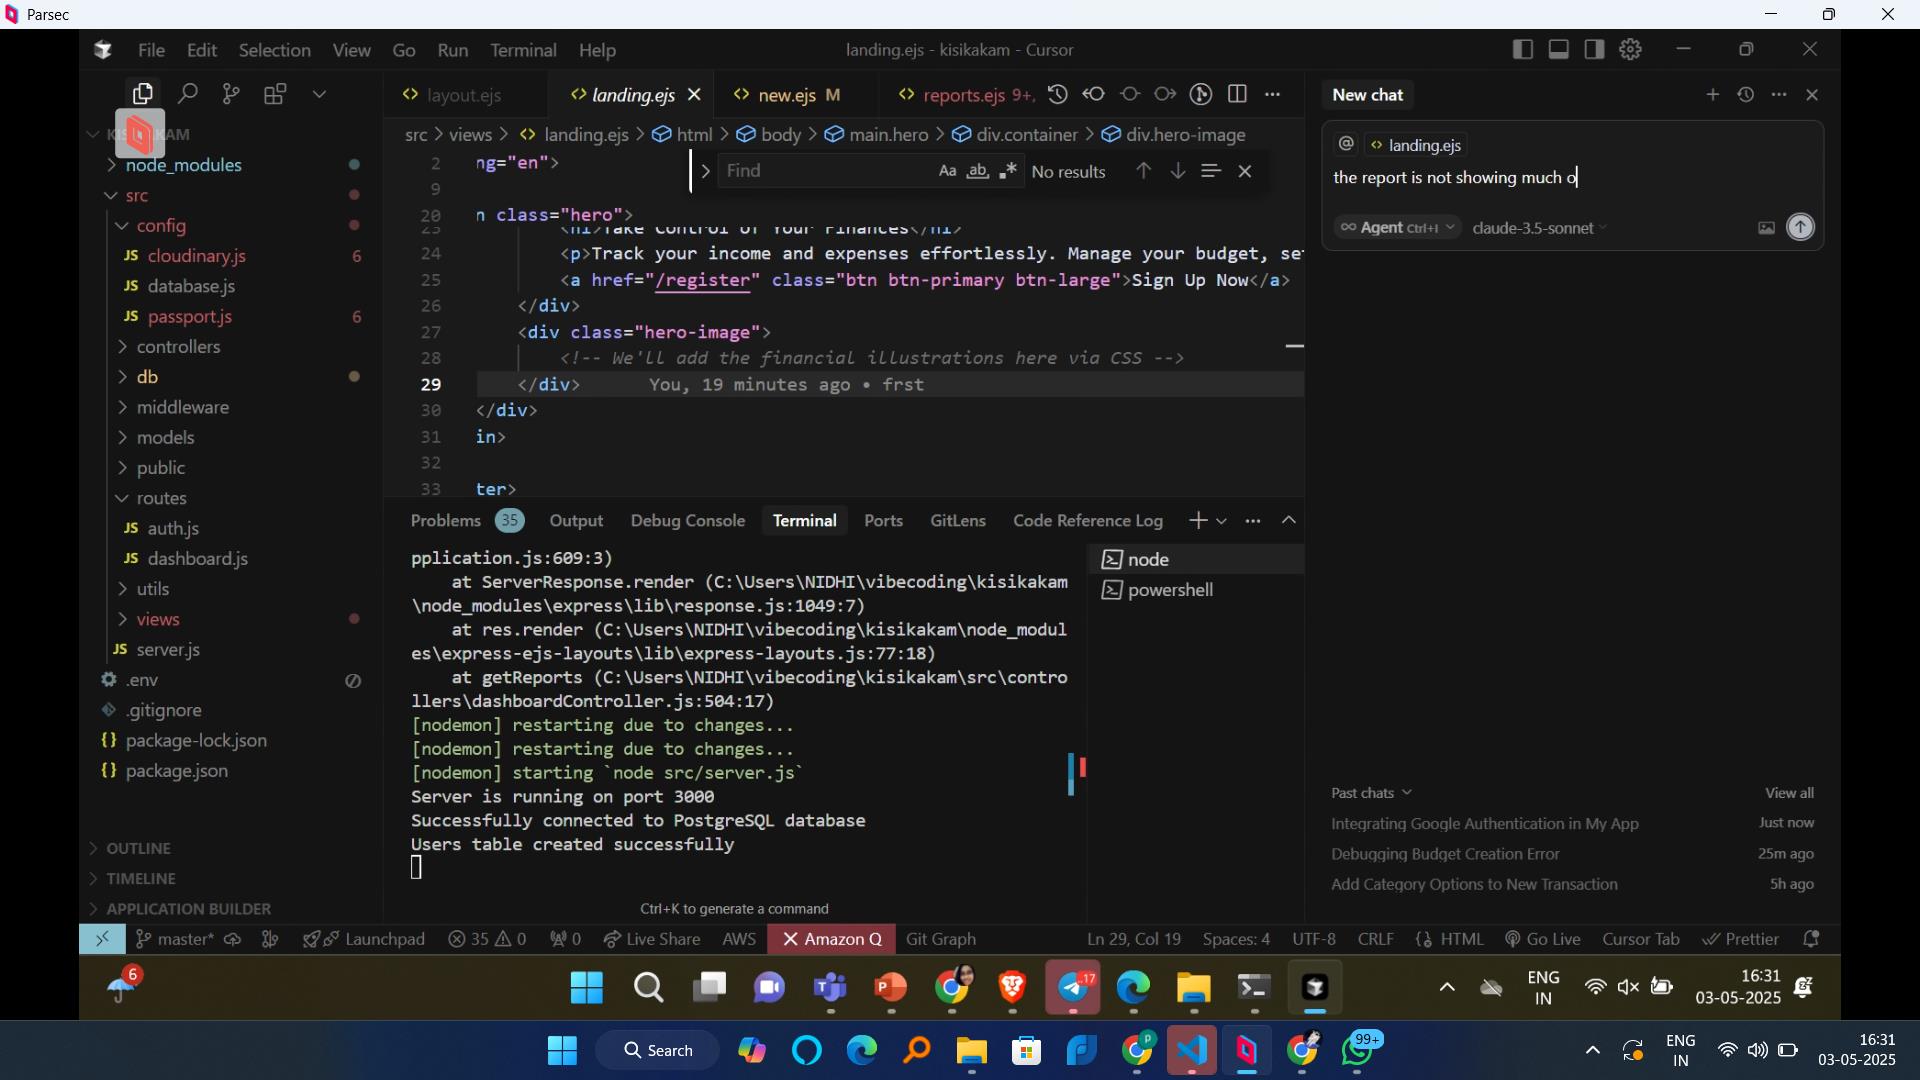 Parsec
File Edit Selection View Go Run Terminal Help
landing.ejs - kisikakam - Cursor
layout.ejs
landing.ejs
new.ejs M
reports.ejs 9+,
src > views > landing.ejs > html > body > main.hero > div.container > div.hero-image
node_modules
src
config
JS cloudinary.js 6
JS database.js
JS passport.js 6
controllers
db
middleware
models
public
routes
JS auth.js
JS dashboard.js
utils
views
JS server.js
.env
.gitignore
{} package-lock.json
{} package.json
OUTLINE
TIMELINE
APPLICATION BUILDER
Find Aa ab No results
2 ng="en">
9
20 n class="hero">
23 <h1>Take Control of Your Finances</h1>
24 <p>Track your income and expenses effortlessly. Manage your budget, se
25 <a href="/register" class="btn btn-primary btn-large">Sign Up Now</a>
26 </div>
27 <div class="hero-image">
28 <!-- We'll add the financial illustrations here via CSS -->
29 </div> You, 19 minutes ago • frst
30 </div>
31 in>
32
33 ter>
Problems 35 Output Debug Console Terminal Ports GitLens Code Reference Log
pplication.js:609:3)
at ServerResponse.render (C:\Users\NIDHI\vibecoding\kisikakam
\node_modules\express\lib\response.js:1049:7)
at res.render (C:\Users\NIDHI\vibecoding\kisikakam\node_modul
es\express-ejs-layouts\lib\express-layouts.js:77:18)
at getReports (C:\Users\NIDHI\vibecoding\kisikakam\src\contro
llers\dashboardController.js:504:17)
[nodemon] restarting due to changes...
[nodemon] restarting due to changes...
[nodemon] starting `node src/server.js`
Server is running on port 3000
Successfully connected to PostgreSQL database
Users table created successfully
Ctrl+K to generate a command
node
powershell
New chat
@ landing.ejs
the report is not showing much o
∞ Agent Ctrl+I claude-3.5-sonnet
Past chats View all
Integrating Google Authentication in My App Just now
Debugging Budget Creation Error 25m ago
Add Category Options to New Transaction 5h ago
master* Launchpad 35 0 0 Live Share AWS Amazon Q Git Graph Ln 29, Col 19 Spaces: 4 UTF-8 CRLF {} HTML Go Live Cursor Tab Prettier
6
17
ENG
IN
16:31
03-05-2025
Search
P
99+
ENG
IN
16:31
03-05-2025